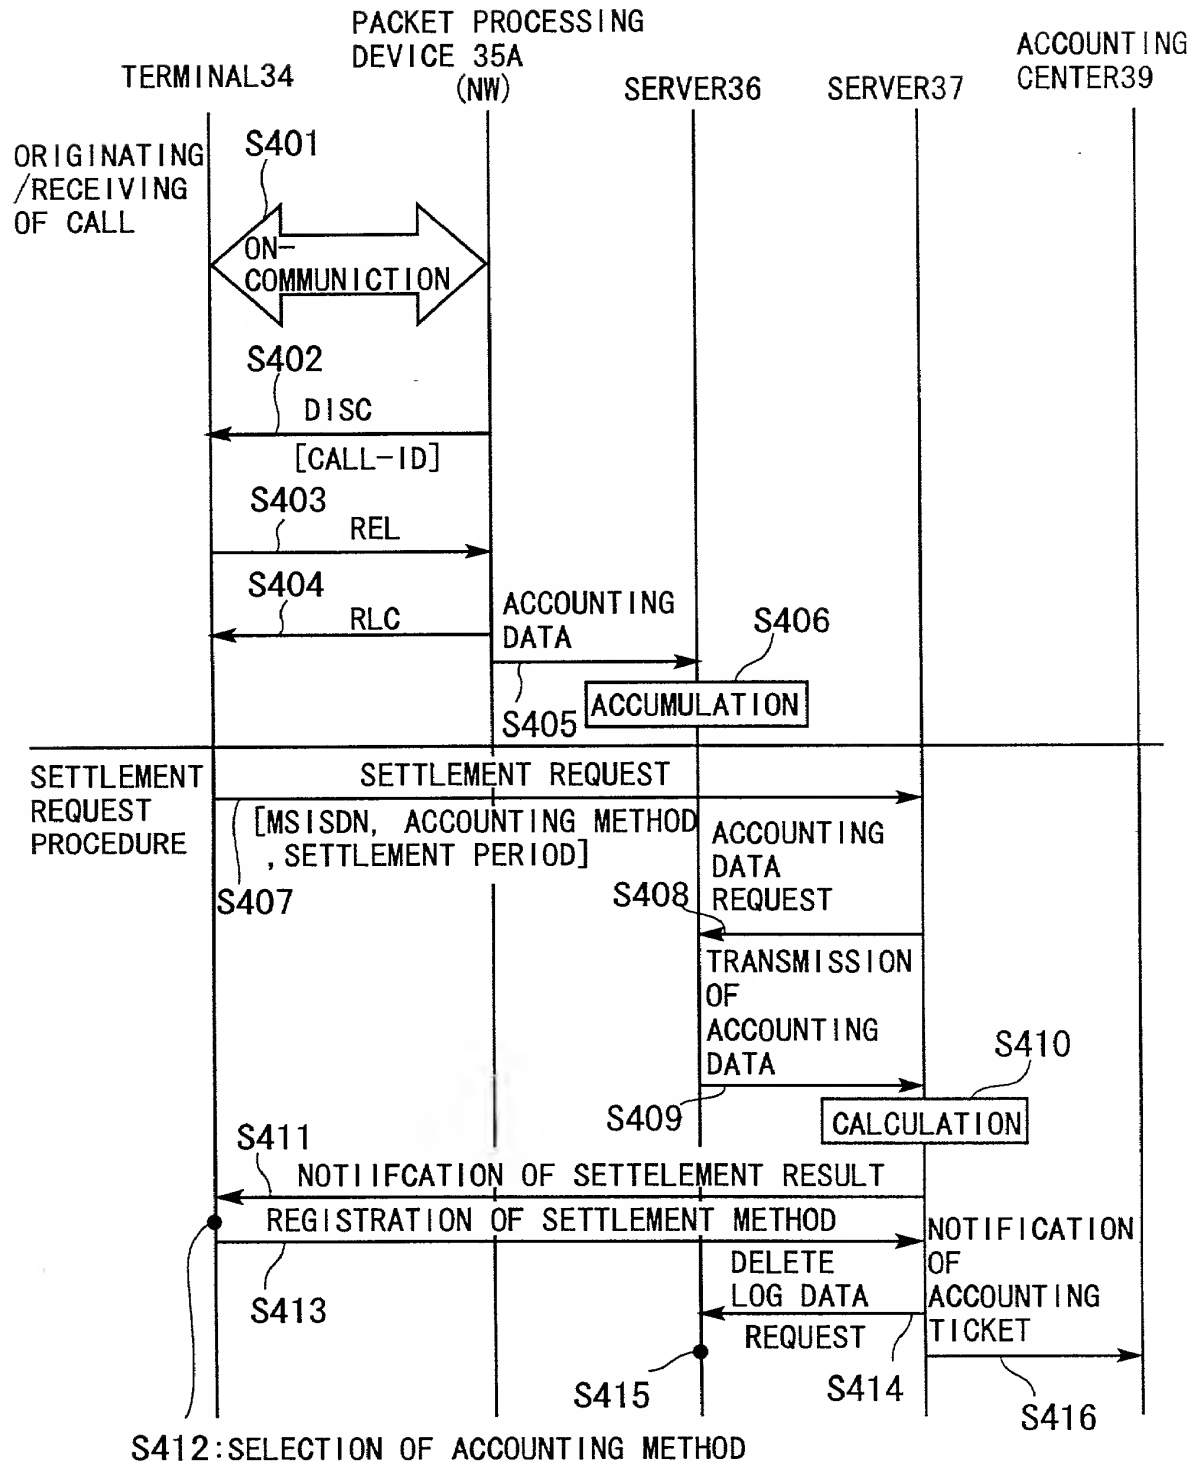 PACKET PROCESSING
DEVICE 35A
(NW)
TERMINAL34
SERVER36
SERVER37
ACCOUNTING
CENTER39
ORIGINATING
/RECEIVING
OF CALL
S401
ON-
COMMUNICTION
S402
DISC
[CALL-ID]
S403
REL
S404
RLC
ACCOUNTING
DATA
S405
S406
ACCUMULATION
SETTLEMENT
REQUEST
PROCEDURE
SETTLEMENT REQUEST
[MSISDN, ACCOUNTING METHOD
, SETTLEMENT PERIOD]
S407
ACCOUNTING
DATA
REQUEST
S408
TRANSMISSION
OF
ACCOUNTING
DATA
S409
S410
CALCULATION
S411
NOTIIFCATION OF SETTELEMENT RESULT
REGISTRATION OF SETTLEMENT METHOD
S413
DELETE
LOG DATA
REQUEST
NOTIFICATION
OF
ACCOUNTING
TICKET
S415
S414
S416
S412:SELECTION OF ACCOUNTING METHOD